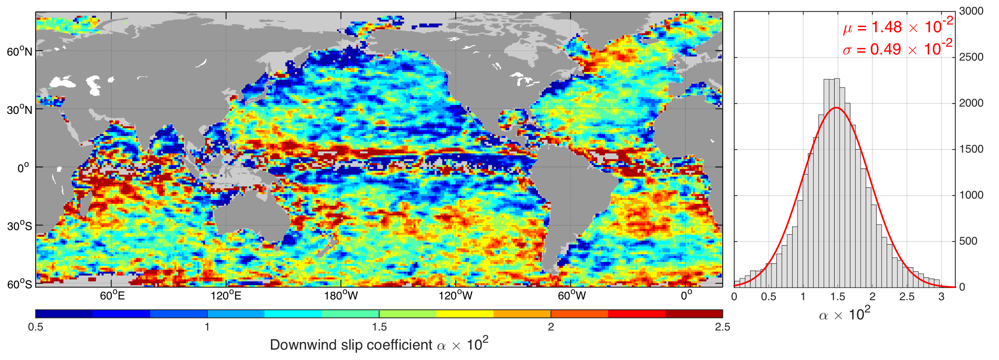 60°N
30°N
0°
30°S
60°S
60°E
120°E
180°W
120°W
60°W
0°
0.5
1
1.5
2
2.5
Downwind slip coefficient α × 10²
μ = 1.48 × 10⁻²
σ = 0.49 × 10⁻²
3000
2500
2000
1500
1000
500
0
0
0.5
1
1.5
2
2.5
3
α × 10²